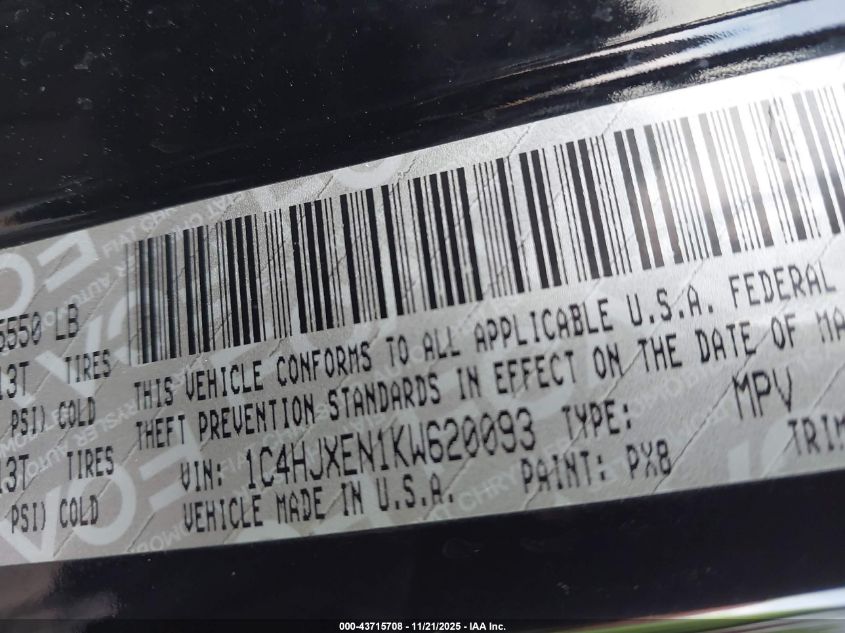 5550 LB
13T TIRES
PSI) COLD
13T TIRES
PSI) COLD
THIS VEHICLE CONFORMS TO ALL APPLICABLE U.S.A. FEDERAL
THEFT PREVENTION STANDARDS IN EFFECT ON THE DATE OF MA
VIN: 1C4HJXEN1KW620093 TYPE: MPV
VEHICLE MADE IN U.S.A. PAINT: PX8 TRIM
000-43715708 - 11/21/2025 - IAA Inc.